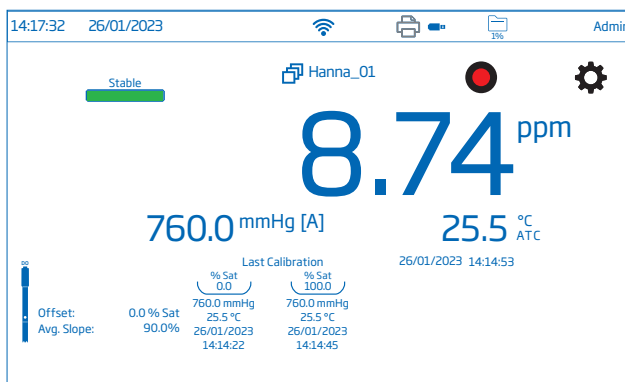 14:17:32 26/01/2023 1% Admin
Stable Hanna_01
8.74 ppm
760.0 mmHg [A] 25.5 °C ATC
Last Calibration 26/01/2023 14:14:53
DO
% Sat % Sat
0.0 100.0
760.0 mmHg 760.0 mmHg
Offset: 0.0 % Sat 25.5 °C 25.5 °C
Avg. Slope: 90.0% 26/01/2023 26/01/2023
14:14:22 14:14:45